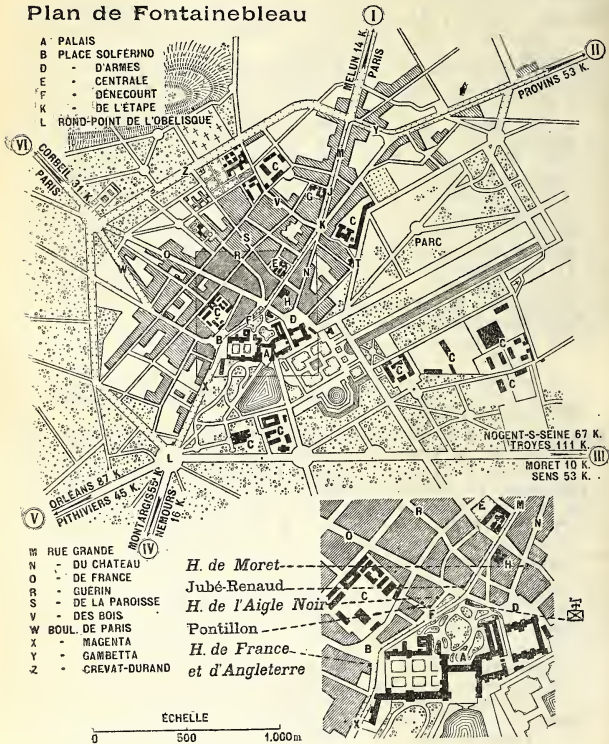 Plan de Fontainebleau
A PALAIS
B PLACE SOLFÉRINO
D - D'ARMES
E - CENTRALE
F - DÉNECOURT
K - DE L'ÉTAPE
L ROND-POINT DE L'OBÉLISQUE
I
MELUN 14 K.
PARIS
II
PROVINS 53 K.
VI
CORBEIL 31 K.
PARIS
PARC
NOGENT-S-SEINE 67 K.
TROYES 111 K.
III
MORET 10 K.
SENS 53 K.
ORLÉANS 87 K.
PITHIVIERS 45 K.
V
MONTARGIS 51 K.
NEMOURS
16 K.
IV
M RUE GRANDE
N - DU CHATEAU
O - DE FRANCE
R - GUÉRIN
S - DE LA PAROISSE
V - DES BOIS
W BOUL. DE PARIS
X - MAGENTA
Y - GAMBETTA
Z - CREVAT-DURAND
H. de Moret
Jubé-Renaud
H. de l'Aigle Noir
Pontillon
H. de France
et d'Angleterre
ÉCHELLE
0 500 1.000m